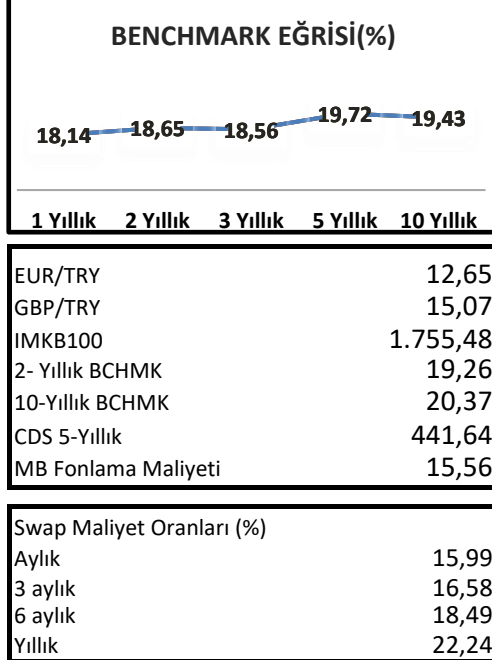 BENCHMARK EĞRİSİ(%)
18,14 18,65 18,56 19,72 19,43
1 Yıllık 2 Yıllık 3 Yıllık 5 Yıllık 10 Yıllık
EUR/TRY 12,65
GBP/TRY 15,07
IMKB100 1.755,48
2- Yıllık BCHMK 19,26
10-Yıllık BCHMK 20,37
CDS 5-Yıllık 441,64
MB Fonlama Maliyeti 15,56
Swap Maliyet Oranları (%)
Aylık 15,99
3 aylık 16,58
6 aylık 18,49
Yıllık 22,24